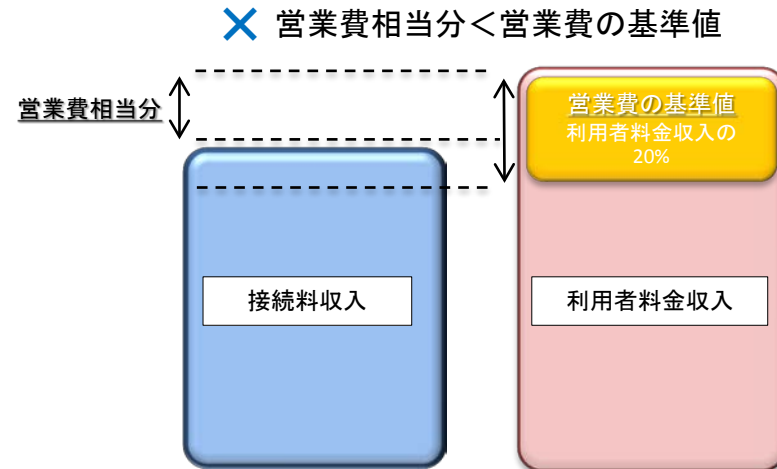 × 営業費相当分＜営業費の基準値
営業費相当分
営業費の基準値
利用者料金収入の
20%
接続料収入
利用者料金収入